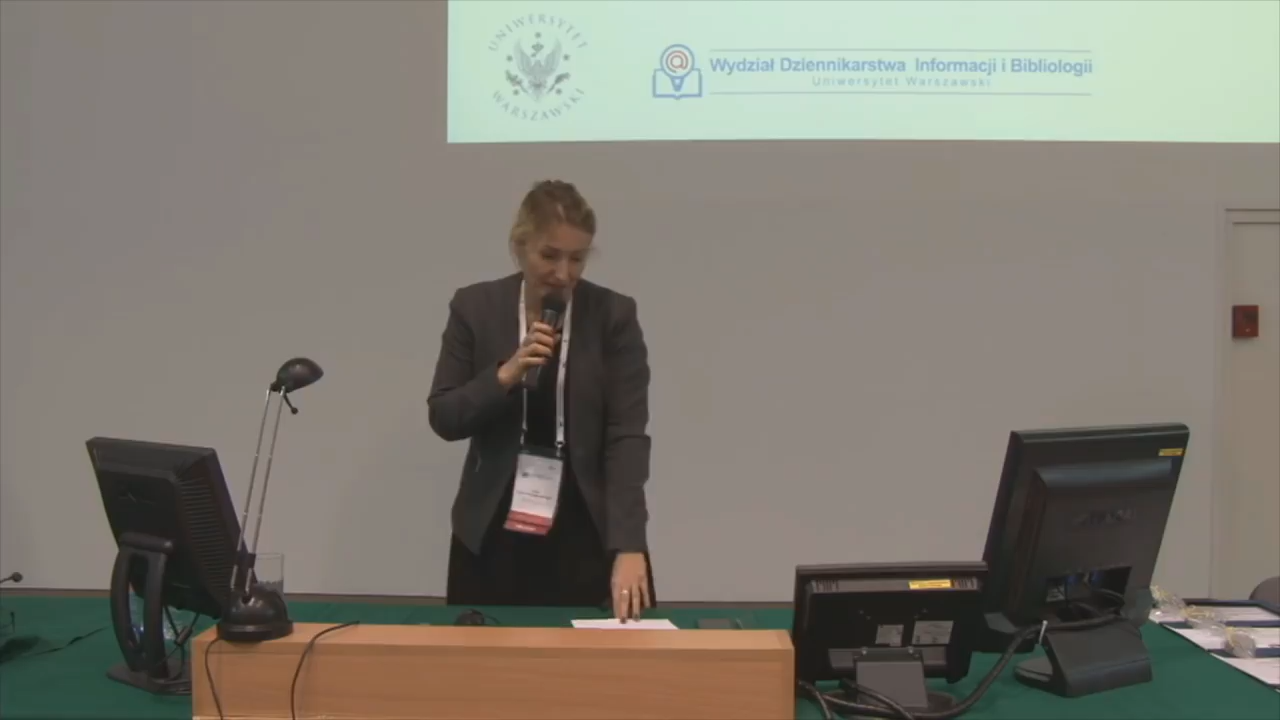 UNIWERSYTET
WARSZAWSKI
Wydział Dziennikarstwa Informacji i Bibliologii
Uniwersytet Warszawski